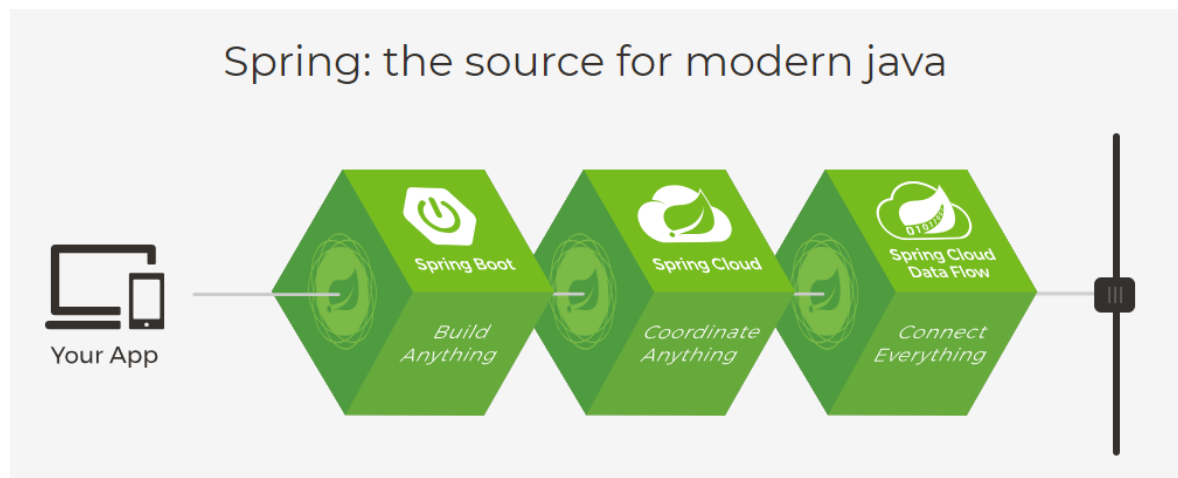 Spring: the source for modern java
Your App
Spring Boot
Build
Anything
Spring Cloud
Coordinate
Anything
010110
Spring Cloud
Data Flow
Connect
Everything